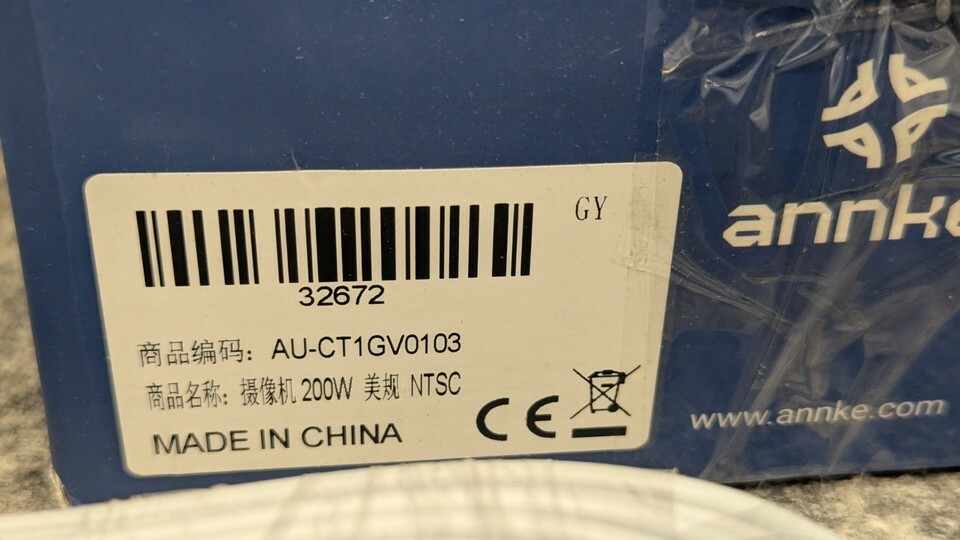 GY
32672
商品编码：AU-CT1GV0103
商品名称：摄像机 200W 美规 NTSC
MADE IN CHINA
CE
annke
www.annke.com